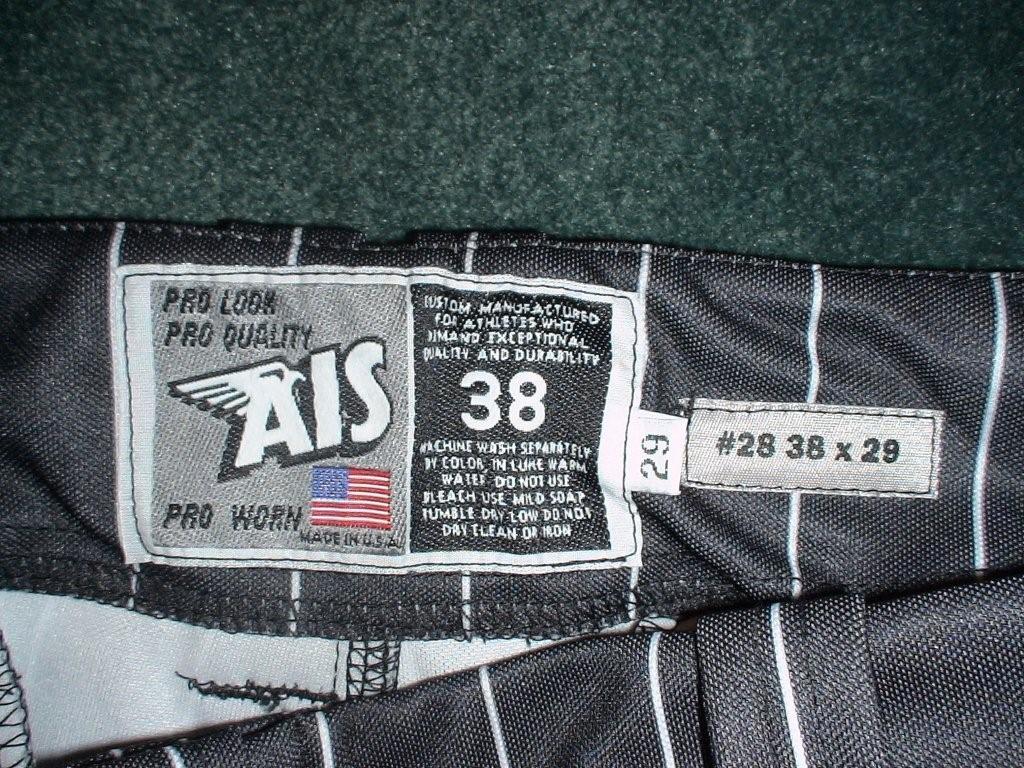 PRO LOOK
PRO QUALITY
AIS
PRO WORN
MADE IN U.S.A.
CUSTOM MANUFACTURED
FOR ATHLETES WHO
DIMAND EXCEPTIONAL
QUALITY AND DURABILITY
38
MACHINE WASH SEPARATELY
BY COLOR IN LUKE WARM
WATER DO NOT USE
BLEACH USE MILD SOAP
TUMBLE DRY LOW DO NOT
DRY CLEAN OR IRON
29
#28 38 x 29